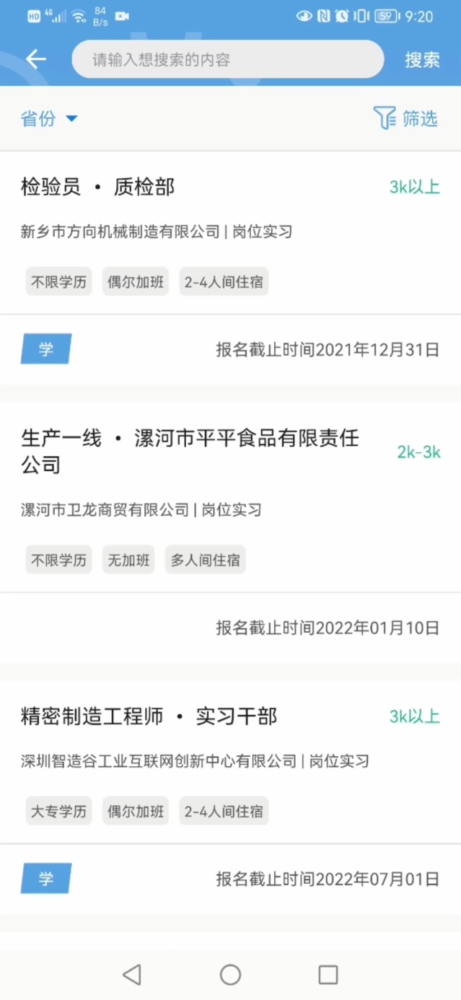 HD 4G 84 B/s 59 9:20
请输入想搜索的内容 搜索
省份 筛选
检验员 · 质检部 3k以上
新乡市方向机械制造有限公司 | 岗位实习
不限学历 偶尔加班 2-4人间住宿
学 报名截止时间2021年12月31日
生产一线 · 漯河市平平食品有限责任
公司 2k-3k
漯河市卫龙商贸有限公司 | 岗位实习
不限学历 无加班 多人间住宿
报名截止时间2022年01月10日
精密制造工程师 · 实习干部 3k以上
深圳智造谷工业互联网创新中心有限公司 | 岗位实习
大专学历 偶尔加班 2-4人间住宿
学 报名截止时间2022年07月01日